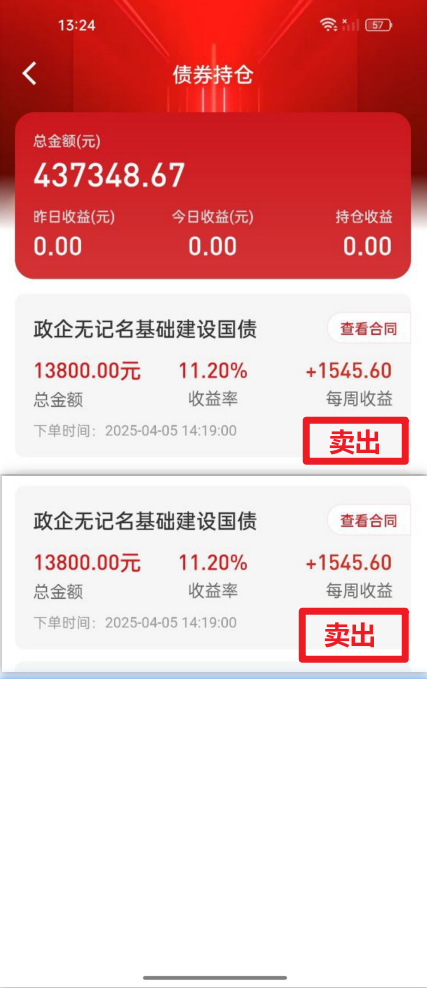 13:24
57
债券持仓
总金额(元)
437348.67
昨日收益(元) 今日收益(元) 持仓收益
0.00 0.00 0.00
政企无记名基础建设国债 查看合同
13800.00元 11.20% +1545.60
总金额 收益率 每周收益
下单时间：2025-04-05 14:19:00
卖出
政企无记名基础建设国债 查看合同
13800.00元 11.20% +1545.60
总金额 收益率 每周收益
下单时间：2025-04-05 14:19:00
卖出